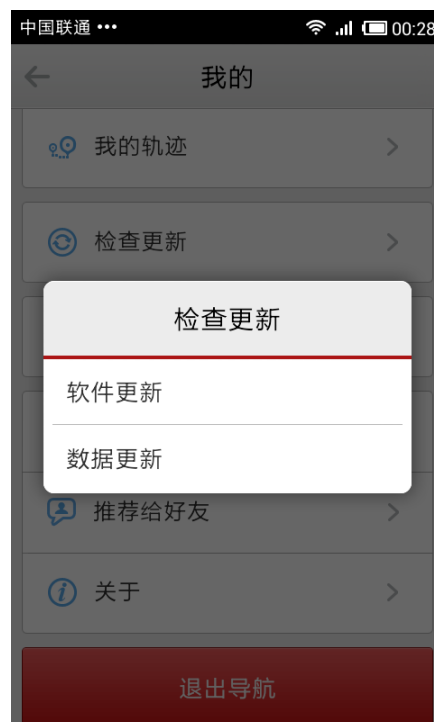 中国联通 ••• 00:28
我的
我的轨迹
检查更新
检查更新
软件更新
数据更新
推荐给好友
关于
退出导航